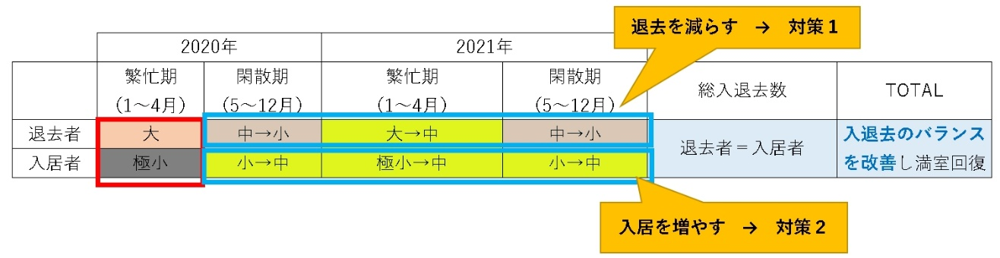 退去を減らす → 対策1
2020年 2021年
繁忙期 閑散期 繁忙期 閑散期 総入退去数 TOTAL
(1~4月) (5~12月) (1~4月) (5~12月)
退去者 大 中→小 大→中 中→小 退去者=入居者 入退去のバランス
入居者 極小 小→中 極小→中 小→中 を改善し満室回復
入居を増やす → 対策2